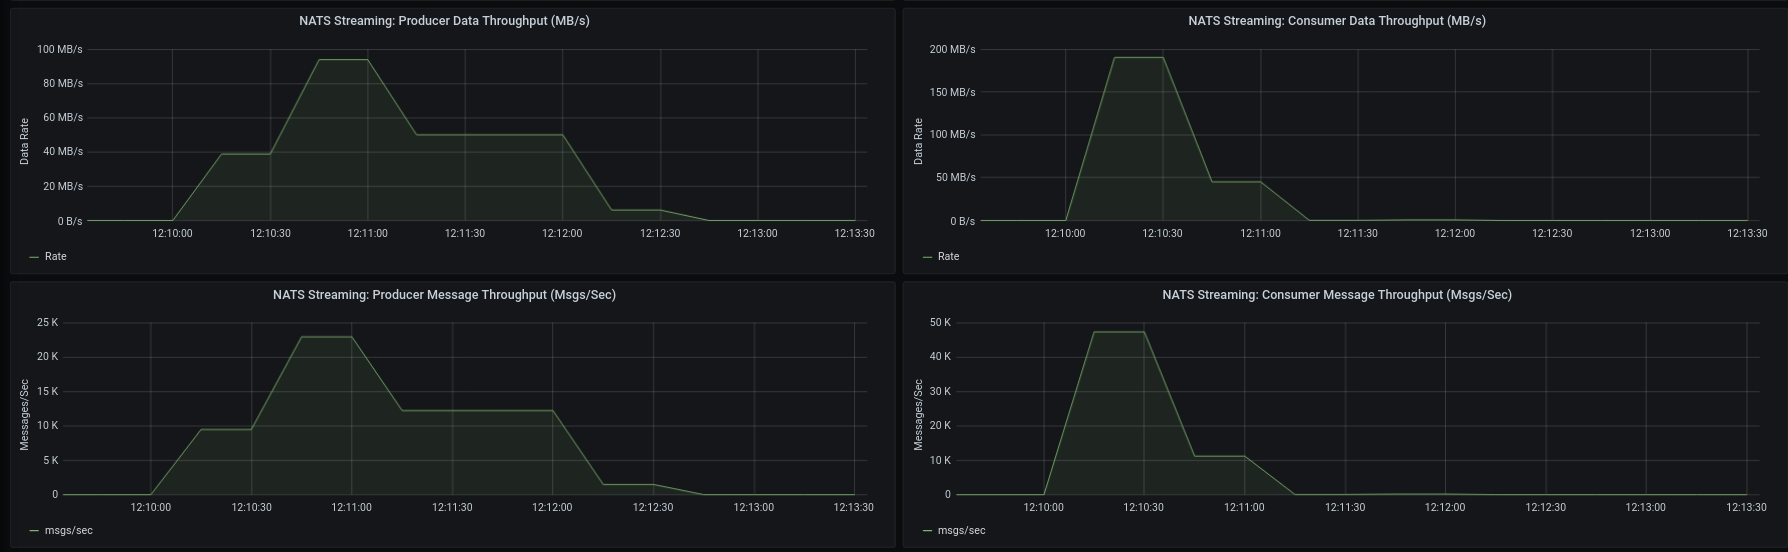 NATS Streaming: Producer Data Throughput (MB/s)
100 MB/s
80 MB/s
60 MB/s
40 MB/s
20 MB/s
0 B/s
Data Rate
12:10:00 12:10:30 12:11:00 12:11:30 12:12:00 12:12:30 12:13:00 12:13:30
Rate
NATS Streaming: Consumer Data Throughput (MB/s)
200 MB/s
150 MB/s
100 MB/s
50 MB/s
0 B/s
Data Rate
12:10:00 12:10:30 12:11:00 12:11:30 12:12:00 12:12:30 12:13:00 12:13:30
Rate
NATS Streaming: Producer Message Throughput (Msgs/Sec)
25 K
20 K
15 K
10 K
5 K
0
Messages/Sec
12:10:00 12:10:30 12:11:00 12:11:30 12:12:00 12:12:30 12:13:00 12:13:30
msgs/sec
NATS Streaming: Consumer Message Throughput (Msgs/Sec)
50 K
40 K
30 K
20 K
10 K
0
Messages/Sec
12:10:00 12:10:30 12:11:00 12:11:30 12:12:00 12:12:30 12:13:00 12:13:30
msgs/sec